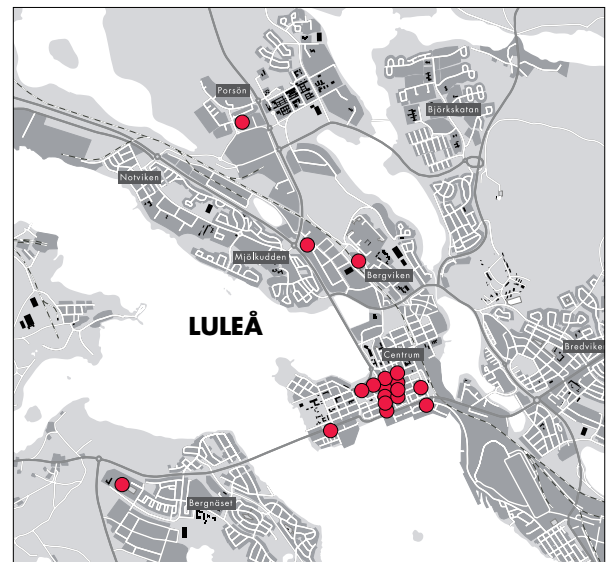 Porsön
Björkskatan
Notviken
Mjölkudden
Bergviken
LULEÅ
Centrum
Bredviken
Bergnäset